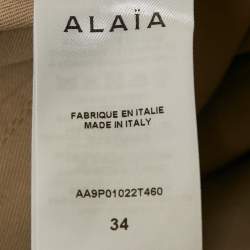 ALAÏA
FABRIQUE EN ITALIE
MADE IN ITALY
AA9P01022T460
34